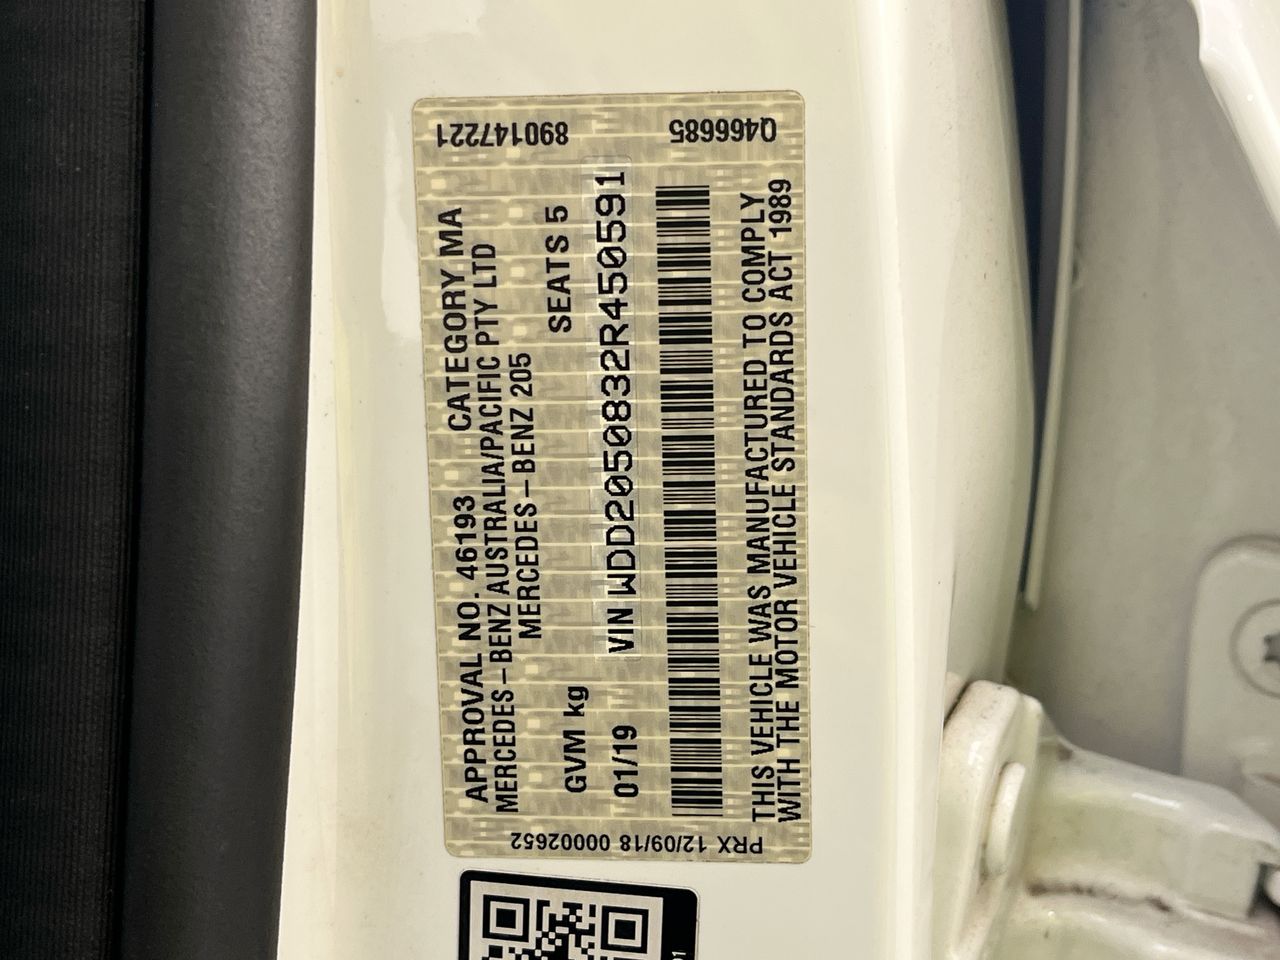 890147221
Q466685
APPROVAL NO. 46193 CATEGORY MA
MERCEDES-BENZ AUSTRALIA/PACIFIC PTY LTD
MERCEDES-BENZ 205
GVM kg SEATS 5
01/19 VIN WDD2050832R450591
THIS VEHICLE WAS MANUFACTURED TO COMPLY
WITH THE MOTOR VEHICLE STANDARDS ACT 1989
PRX 12/09/18 00002652